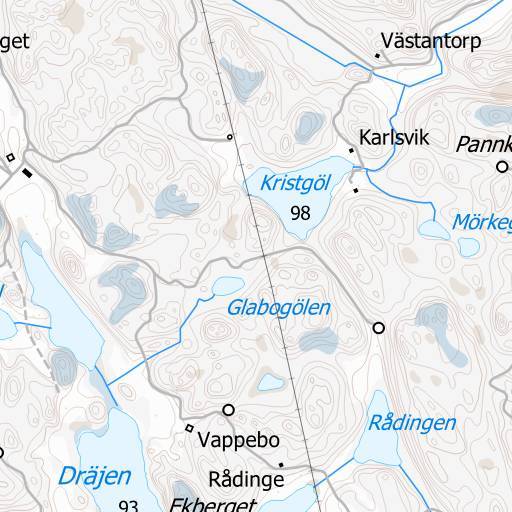 get
Västantorp
Karlsvik
Pannk
Kristgöl
98
Mörkeg
Glabogölen
Rådingen
Vappebo
Dräjen
Rådinge
93
Ekberget